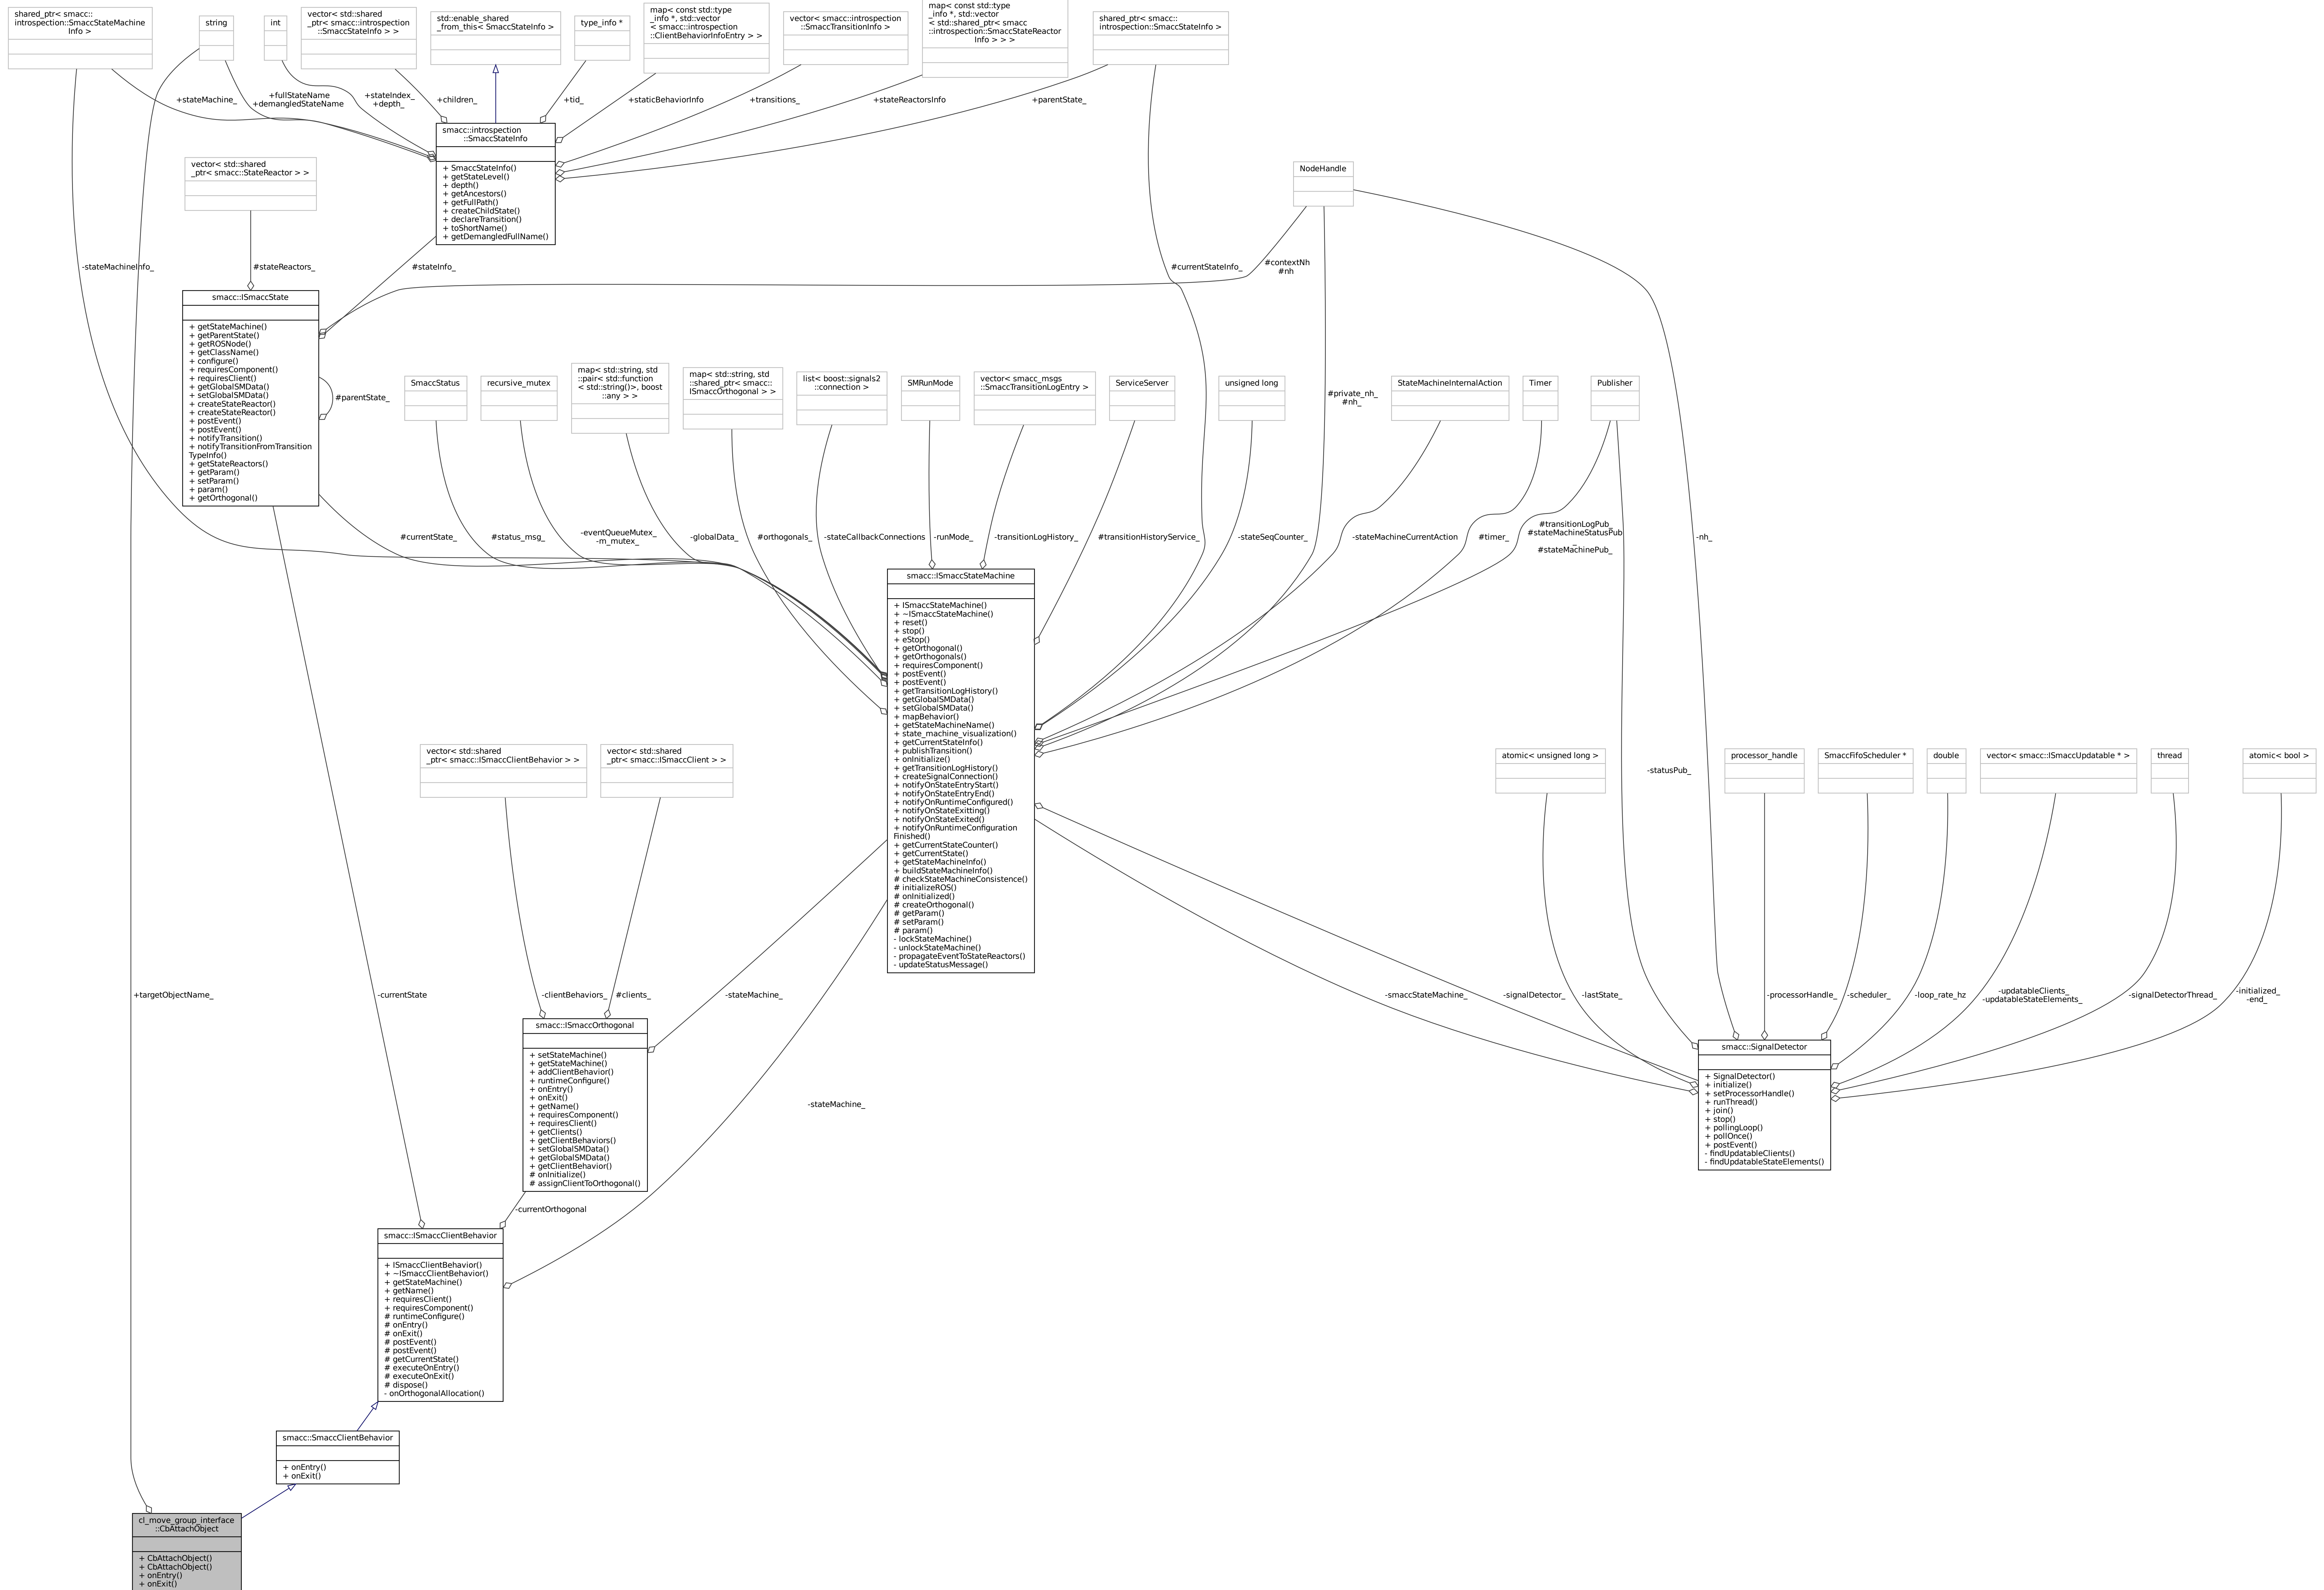 shared_ptr< smacc::
introspection::SmaccStateMachine
Info >
string
int
vector< std::shared
_ptr< smacc::introspection
::SmaccStateInfo > >
std::enable_shared
_from_this< SmaccStateInfo >
type_info *
map< const std::type
_info *, std::vector
< smacc::introspection
::ClientBehaviorInfoEntry > >
vector< smacc::introspection
::SmaccTransitionInfo >
map< const std::type
_info *, std::vector
< std::shared_ptr< smacc
::introspection::SmaccStateReactor
Info > > >
shared_ptr< smacc::
introspection::SmaccStateInfo >
+stateMachine_
+fullStateName
+demangledStateName
+stateIndex_
+depth_
+children_
+tid_
+staticBehaviorInfo
+transitions_
+stateReactorsInfo
+parentState_
smacc::introspection
::SmaccStateInfo
+ SmaccStateInfo()
+ getStateLevel()
+ depth()
+ getAncestors()
+ getFullPath()
+ createChildState()
+ declareTransition()
+ toShortName()
+ getDemangledFullName()
vector< std::shared
_ptr< smacc::StateReactor > >
NodeHandle
-stateMachineInfo_
#stateReactors_
#stateInfo_
#currentStateInfo_
#contextNh
#nh
smacc::ISmaccState
+ getStateMachine()
+ getParentState()
+ getROSNode()
+ getClassName()
+ configure()
+ requiresComponent()
+ requiresClient()
+ getGlobalSMData()
+ setGlobalSMData()
+ createStateReactor()
+ createStateReactor()
+ postEvent()
+ postEvent()
+ notifyTransition()
+ notifyTransitionFromTransition
TypeInfo()
+ getStateReactors()
+ getParam()
+ setParam()
+ param()
+ getOrthogonal()
#parentState_
SmaccStatus
recursive_mutex
map< std::string, std
::pair< std::function
< std::string()>, boost
::any > >
map< std::string, std
::shared_ptr< smacc::
ISmaccOrthogonal > >
list< boost::signals2
::connection >
SMRunMode
vector< smacc_msgs
::SmaccTransitionLogEntry >
ServiceServer
unsigned long
#private_nh_
#nh_
StateMachineInternalAction
Timer
Publisher
#currentState_
#status_msg_
-eventQueueMutex_
-m_mutex_
-globalData_
#orthogonals_
-stateCallbackConnections
-runMode_
-transitionLogHistory_
#transitionHistoryService_
-stateSeqCounter_
-stateMachineCurrentAction
#timer_
#transitionLogPub_
#stateMachineStatusPub
_
#stateMachinePub_
-nh_
smacc::ISmaccStateMachine
+ ISmaccStateMachine()
+ ~ISmaccStateMachine()
+ reset()
+ stop()
+ eStop()
+ getOrthogonal()
+ getOrthogonals()
+ requiresComponent()
+ postEvent()
+ postEvent()
+ getTransitionLogHistory()
+ getGlobalSMData()
+ setGlobalSMData()
+ mapBehavior()
+ getStateMachineName()
+ state_machine_visualization()
+ getCurrentStateInfo()
+ publishTransition()
+ onInitialize()
+ getTransitionLogHistory()
+ createSignalConnection()
+ notifyOnStateEntryStart()
+ notifyOnStateEntryEnd()
+ notifyOnRuntimeConfigured()
+ notifyOnStateExitting()
+ notifyOnStateExited()
+ notifyOnRuntimeConfiguration
Finished()
+ getCurrentStateCounter()
+ getCurrentState()
+ getStateMachineInfo()
+ buildStateMachineInfo()
# checkStateMachineConsistence()
# initializeROS()
# onInitialized()
# createOrthogonal()
# getParam()
# setParam()
# param()
- lockStateMachine()
- unlockStateMachine()
- propagateEventToStateReactors()
- updateStatusMessage()
vector< std::shared
_ptr< smacc::ISmaccClientBehavior > >
vector< std::shared
_ptr< smacc::ISmaccClient > >
atomic< unsigned long >
-statusPub_
processor_handle
SmaccFifoScheduler *
double
vector< smacc::ISmaccUpdatable * >
thread
atomic< bool >
+targetObjectName_
-currentState
-clientBehaviors_
#clients_
-stateMachine_
-smaccStateMachine_
-signalDetector_
-lastState_
-processorHandle_
-scheduler_
-loop_rate_hz
-updatableClients_
-updatableStateElements_
-signalDetectorThread_
-initialized_
-end_
smacc::ISmaccOrthogonal
+ setStateMachine()
+ getStateMachine()
+ addClientBehavior()
+ runtimeConfigure()
+ onEntry()
+ onExit()
+ getName()
+ requiresComponent()
+ requiresClient()
+ getClients()
+ getClientBehaviors()
+ setGlobalSMData()
+ getGlobalSMData()
+ getClientBehavior()
# onInitialize()
# assignClientToOrthogonal()
-stateMachine_
smacc::SignalDetector
+ SignalDetector()
+ initialize()
+ setProcessorHandle()
+ runThread()
+ join()
+ stop()
+ pollingLoop()
+ pollOnce()
+ postEvent()
- findUpdatableClients()
- findUpdatableStateElements()
-currentOrthogonal
smacc::ISmaccClientBehavior
+ ISmaccClientBehavior()
+ ~ISmaccClientBehavior()
+ getStateMachine()
+ getName()
+ requiresClient()
+ requiresComponent()
# runtimeConfigure()
# onEntry()
# onExit()
# postEvent()
# postEvent()
# getCurrentState()
# executeOnEntry()
# executeOnExit()
# dispose()
- onOrthogonalAllocation()
smacc::SmaccClientBehavior
+ onEntry()
+ onExit()
cl_move_group_interface
::CbAttachObject
+ CbAttachObject()
+ CbAttachObject()
+ onEntry()
+ onExit()